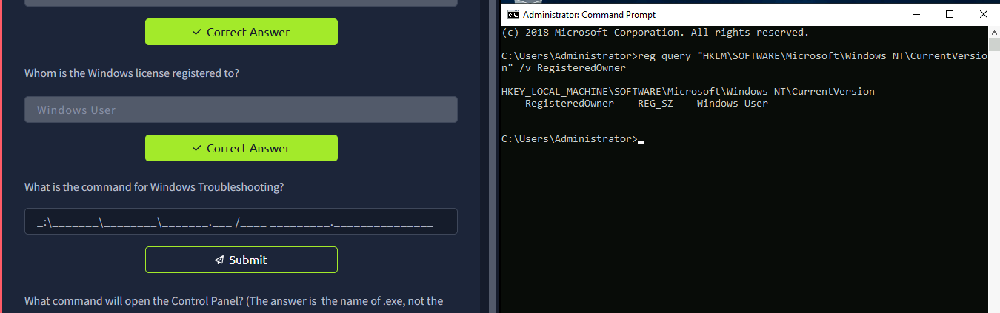 Correct Answer
Whom is the Windows license registered to?
Windows User
Correct Answer
What is the command for Windows Troubleshooting?
_:\_______\________\_______.___ /____ _________._______________
Submit
What command will open the Control Panel? (The answer is  the name of .exe, not the
Administrator: Command Prompt
(c) 2018 Microsoft Corporation. All rights reserved.
C:\Users\Administrator>reg query "HKLM\SOFTWARE\Microsoft\Windows NT\CurrentVersio
n" /v RegisteredOwner
HKEY_LOCAL_MACHINE\SOFTWARE\Microsoft\Windows NT\CurrentVersion
    RegisteredOwner    REG_SZ    Windows User
C:\Users\Administrator>